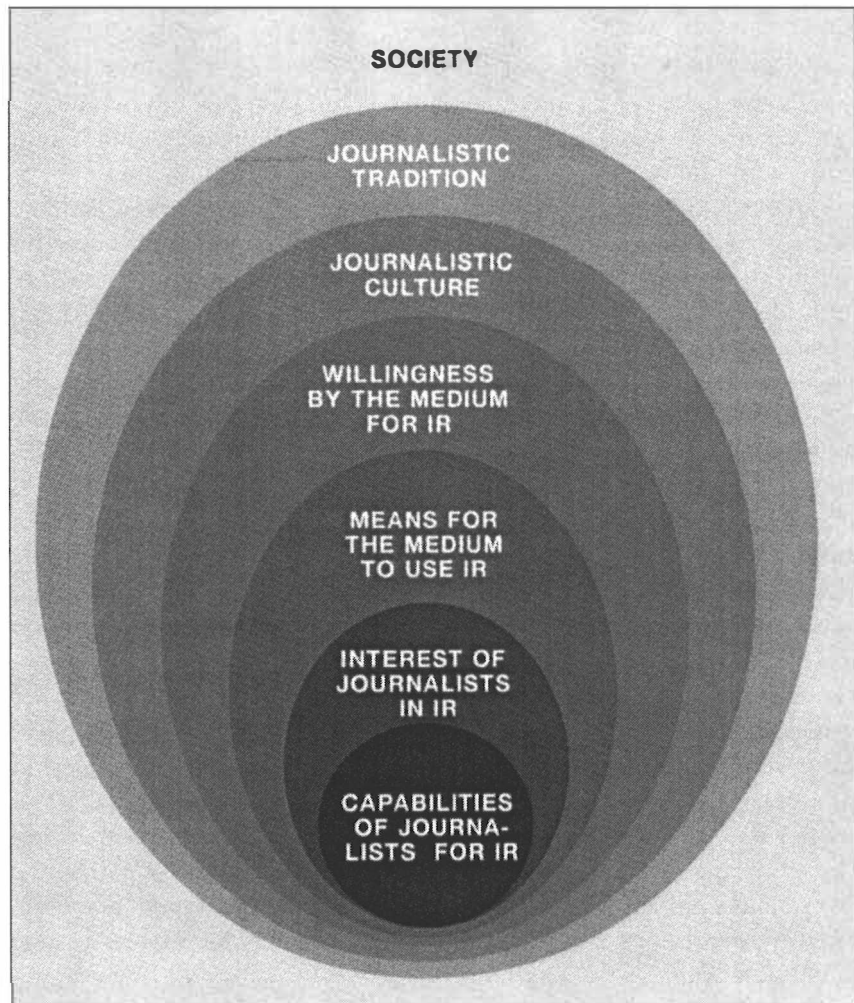 SOCIETY
JOURNALISTIC
TRADITION
JOURNALISTIC
CULTURE
WILLINGNESS
BY THE MEDIUM
FOR IR
MEANS FOR
THE MEDIUM
TO USE IR
INTEREST OF
JOURNALISTS
IN IR
CAPABILITIES
OF JOURNA-
LISTS FOR IR